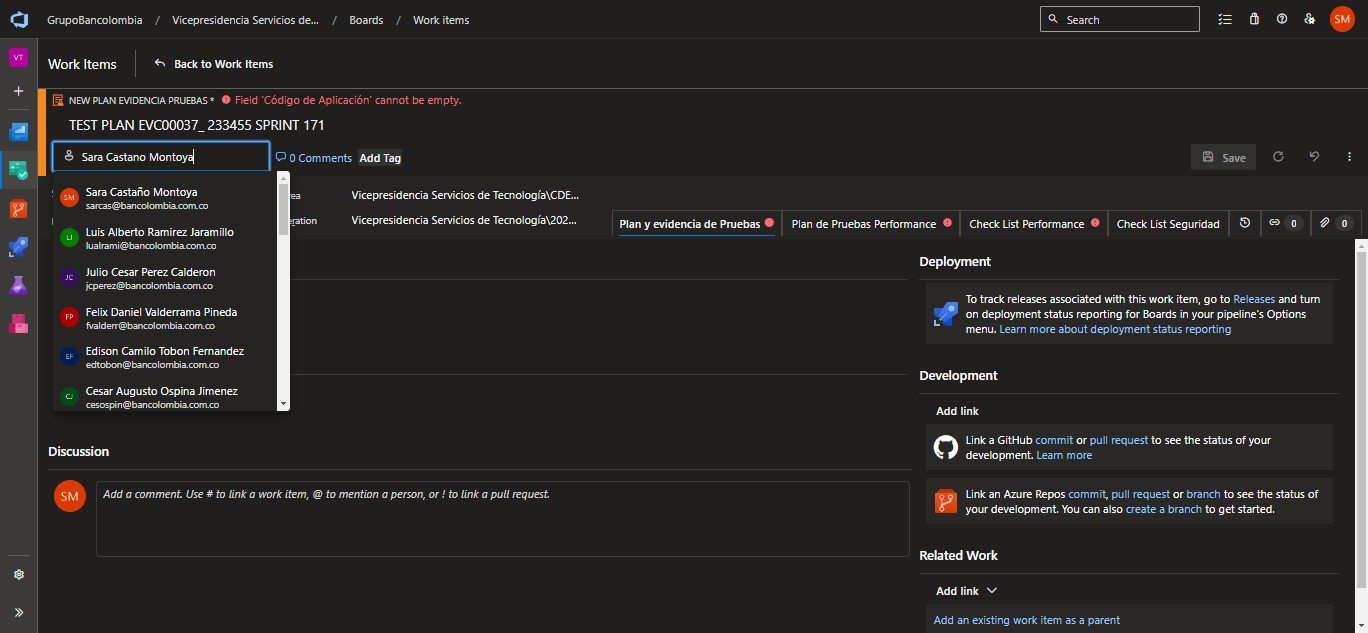 GrupoBancolombia / Vicepresidencia Servicios de... / Boards / Work items
Search
SM
VT
Work Items
Back to Work Items
NEW PLAN EVIDENCIA PRUEBAS * Field 'Código de Aplicación' cannot be empty.
TEST PLAN EVC00037_ 233455 SPRINT 171
Sara Castano Montoya
0 Comments
Add Tag
Save
SM
Sara Castaño Montoya
sarcas@bancolombia.com.co
LJ
Luis Alberto Ramirez Jaramillo
lualrami@bancolombia.com.co
JC
Julio Cesar Perez Calderon
jcperez@bancolombia.com.co
FP
Felix Daniel Valderrama Pineda
fvalderr@bancolombia.com.co
EF
Edison Camilo Tobon Fernandez
edtobon@bancolombia.com.co
CJ
Cesar Augusto Ospina Jimenez
cesospin@bancolombia.com.co
Vicepresidencia Servicios de Tecnología\CDE...
Vicepresidencia Servicios de Tecnología\202...
Plan y evidencia de Pruebas
Plan de Pruebas Performance
Check List Performance
Check List Seguridad
0
0
Deployment
To track releases associated with this work item, go to Releases and turn
on deployment status reporting for Boards in your pipeline's Options
menu. Learn more about deployment status reporting
Development
Add link
Link a GitHub commit or pull request to see the status of your
development. Learn more
Link an Azure Repos commit, pull request or branch to see the status of
your development. You can also create a branch to get started.
Related Work
Add link
Add an existing work item as a parent
Discussion
SM
Add a comment. Use # to link a work item, @ to mention a person, or ! to link a pull request.